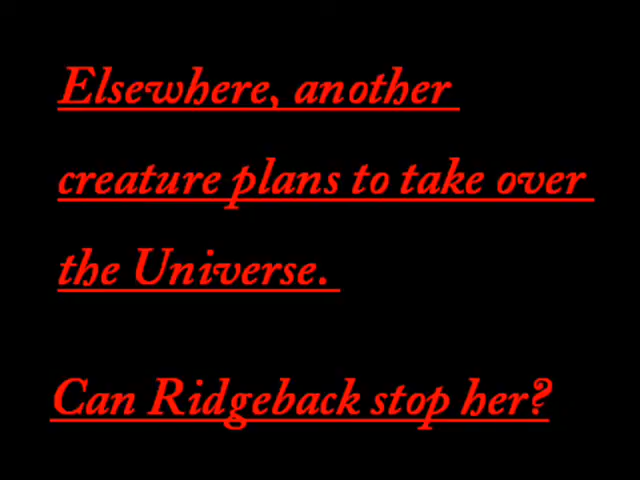 Elsewhere, another
creature plans to take over
the Universe.
Can Ridgeback stop her?